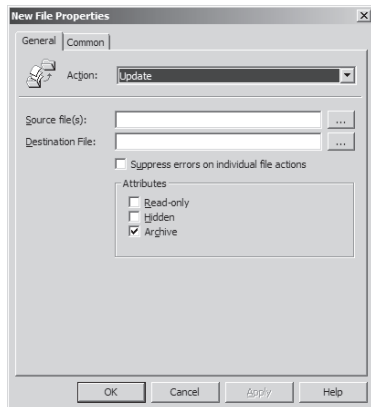 New File Properties
General Common
Action: Update
Source file(s): ...
Destination File: ...
Suppress errors on individual file actions
Attributes
Read-only
Hidden
Archive
OK Cancel Apply Help